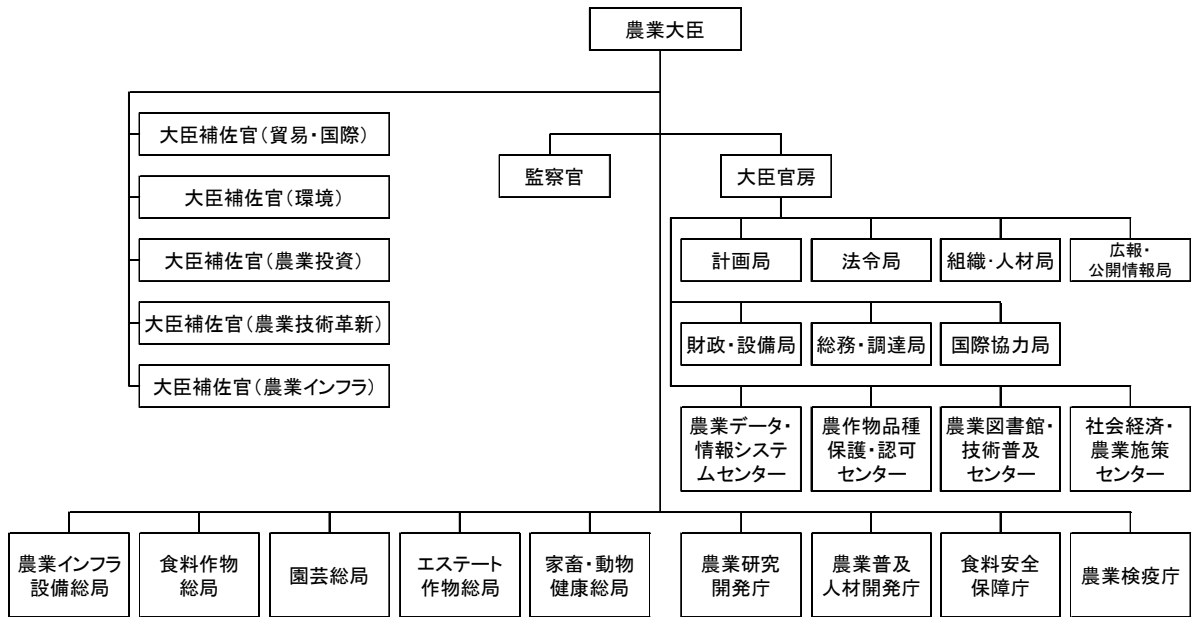 農業大臣
大臣補佐官（貿易・国際）
大臣補佐官（環境）
大臣補佐官（農業投資）
大臣補佐官（農業技術革新）
大臣補佐官（農業インフラ）
監察官
大臣官房
計画局
法令局
組織・人材局
広報・
公開情報局
財政・設備局
総務・調達局
国際協力局
農業データ・
情報システ
ムセンター
農作物品種
保護・認可
センター
農業図書館・
技術普及
センター
社会経済・
農業施策
センター
農業インフラ
設備総局
食料作物
総局
園芸総局
エステート
作物総局
家畜・動物
健康総局
農業研究
開発庁
農業普及
人材開発庁
食料安全
保障庁
農業検疫庁